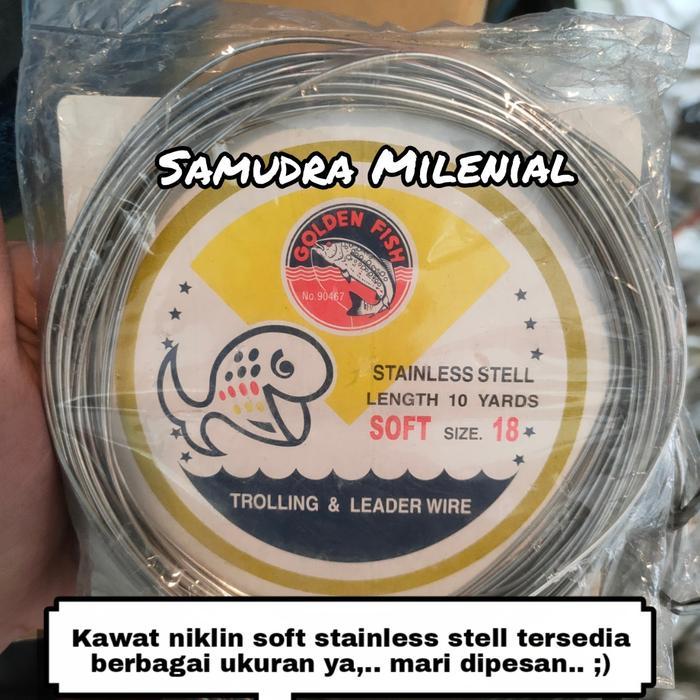 SAMUDRA MILENIAL
GOLDEN FISH
No.90467
STAINLESS STELL
LENGTH 10 YARDS
SOFT SIZE. 18
TROLLING & LEADER WIRE
Kawat niklin soft stainless stell tersedia
berbagai ukuran ya,.. mari dipesan.. ;)